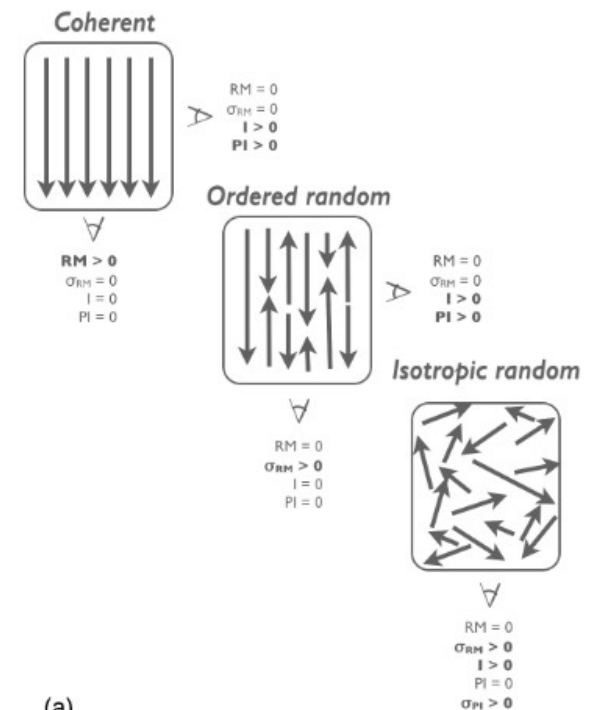 Coherent
RM = 0
σRM = 0
I > 0
PI > 0
RM > 0
σRM = 0
I = 0
PI = 0
Ordered random
RM = 0
σRM = 0
I > 0
PI > 0
RM = 0
σRM > 0
I = 0
PI = 0
Isotropic random
RM = 0
σRM > 0
I > 0
PI = 0
σPI > 0
(a)